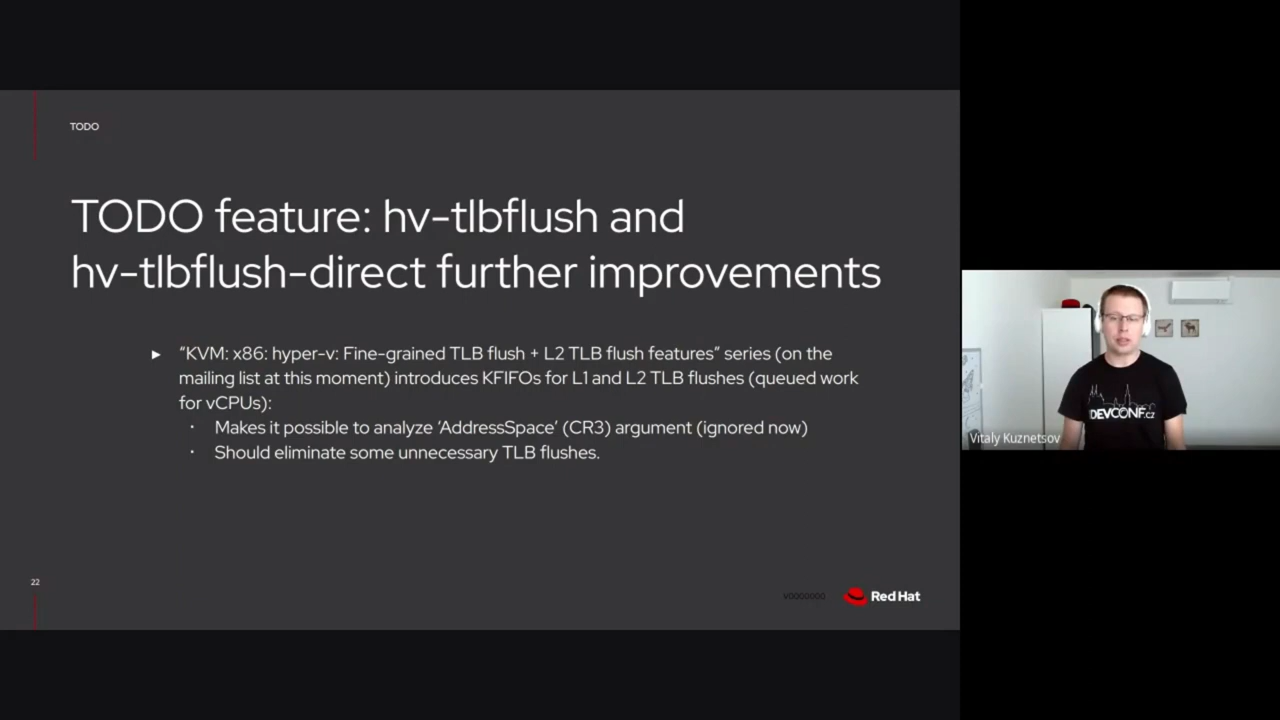 TODO
TODO feature: hv-tlbflush and
hv-tlbflush-direct further improvements
► “KVM: x86: hyper-v: Fine-grained TLB flush + L2 TLB flush features” series (on the
mailing list at this moment) introduces KFIFOs for L1 and L2 TLB flushes (queued work
for vCPUs):
· Makes it possible to analyze ‘AddressSpace’ (CR3) argument (ignored now)
· Should eliminate some unnecessary TLB flushes.
22
V0000000
Red Hat
DEVCONF.cz
Vitaly Kuznetsov